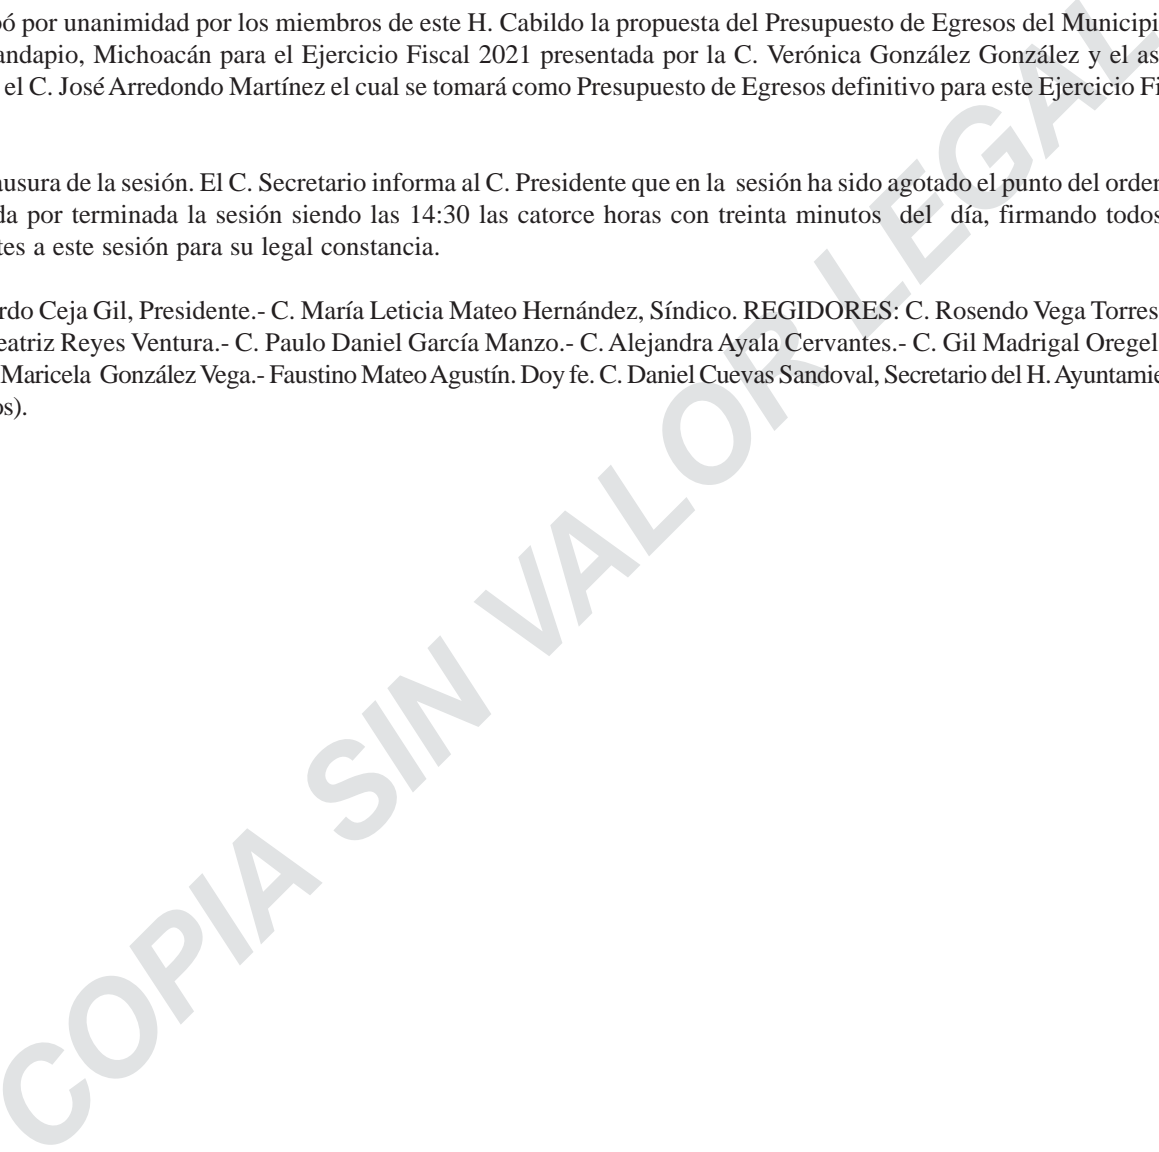 bó por unanimidad por los miembros de este H. Cabildo la propuesta del Presupuesto de Egresos del Municipi
andapio, Michoacán para el Ejercicio Fiscal 2021 presentada por la C. Verónica González González y el as
el C. José Arredondo Martínez el cual se tomará como Presupuesto de Egresos definitivo para este Ejercicio Fi
ausura de la sesión. El C. Secretario informa al C. Presidente que en la sesión ha sido agotado el punto del orden
da por terminada la sesión siendo las 14:30 las catorce horas con treinta minutos del día, firmando todos
tes a este sesión para su legal constancia.
rdo Ceja Gil, Presidente.- C. María Leticia Mateo Hernández, Síndico. REGIDORES: C. Rosendo Vega Torres
eatriz Reyes Ventura.- C. Paulo Daniel García Manzo.- C. Alejandra Ayala Cervantes.- C. Gil Madrigal Oregel
Maricela González Vega.- Faustino Mateo Agustín. Doy fe. C. Daniel Cuevas Sandoval, Secretario del H. Ayuntamie
os).
COPIA SIN VALOR LEGAL